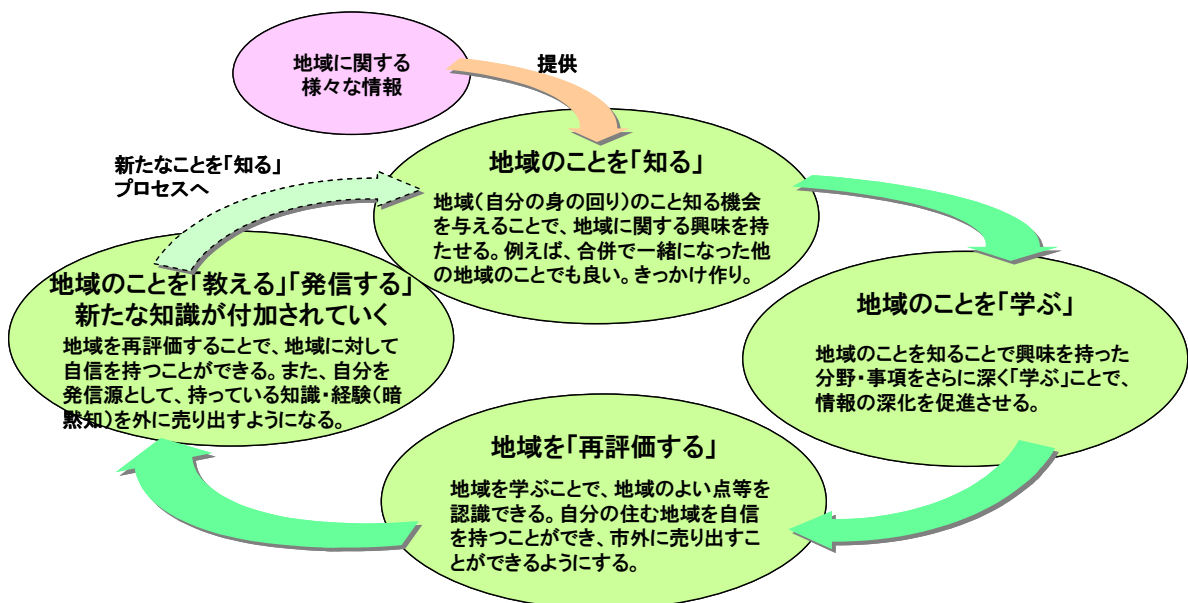 地域に関する
様々な情報
提供
地域のことを「知る」
地域(自分の身の回り)のこと知る機会
を与えることで、地域に関する興味を持
たせる。例えば、合併で一緒になった他
の地域のことでも良い。きっかけ作り。
新たなことを「知る」
プロセスへ
地域のことを「学ぶ」
地域のことを知ることで興味を持った
分野・事項をさらに深く「学ぶ」ことで、
情報の深化を促進させる。
地域を「再評価する」
地域を学ぶことで、地域のよい点等を
認識できる。自分の住む地域を自信
を持つことができ、市外に売り出すこ
とができるようにする。
地域のことを「教える」「発信する」
新たな知識が付加されていく
地域を再評価することで、地域に対して
自信を持つことができる。また、自分を
発信源として、持っている知識・経験(暗
黙知)を外に売り出すようになる。